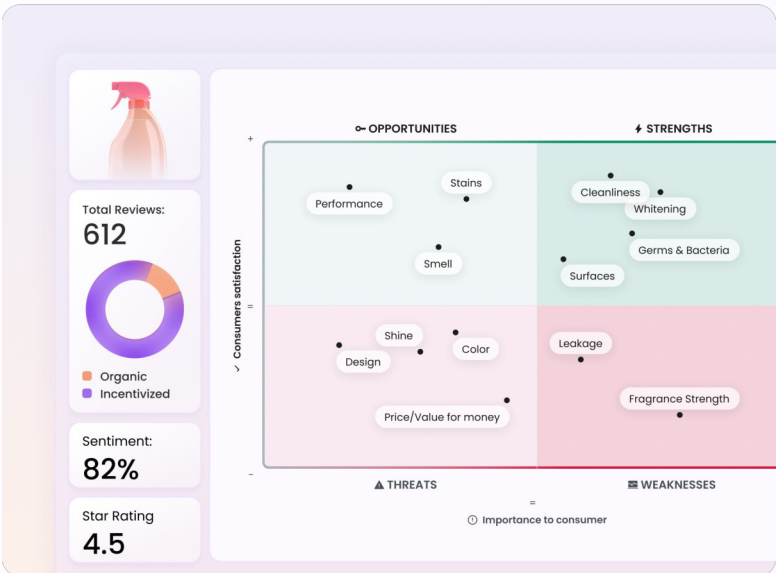 Total Reviews:
612
Organic
Incentivized
Sentiment:
82%
Star Rating
4.5
OPPORTUNITIES
STRENGTHS
+
Consumers satisfaction
=
-
Performance
Stains
Smell
Cleanliness
Whitening
Germs & Bacteria
Surfaces
Shine
Design
Color
Price/Value for money
Leakage
Fragrance Strength
THREATS
WEAKNESSES
=
Importance to consumer